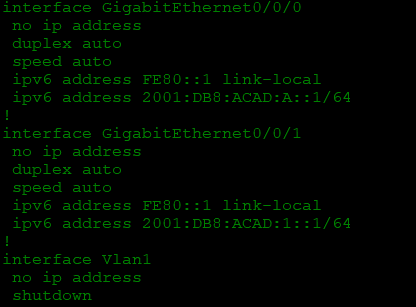 interface GigabitEthernet0/0/0
 no ip address
 duplex auto
 speed auto
 ipv6 address FE80::1 link-local
 ipv6 address 2001:DB8:ACAD:A::1/64
!
interface GigabitEthernet0/0/1
 no ip address
 duplex auto
 speed auto
 ipv6 address FE80::1 link-local
 ipv6 address 2001:DB8:ACAD:1::1/64
!
interface Vlan1
 no ip address
 shutdown